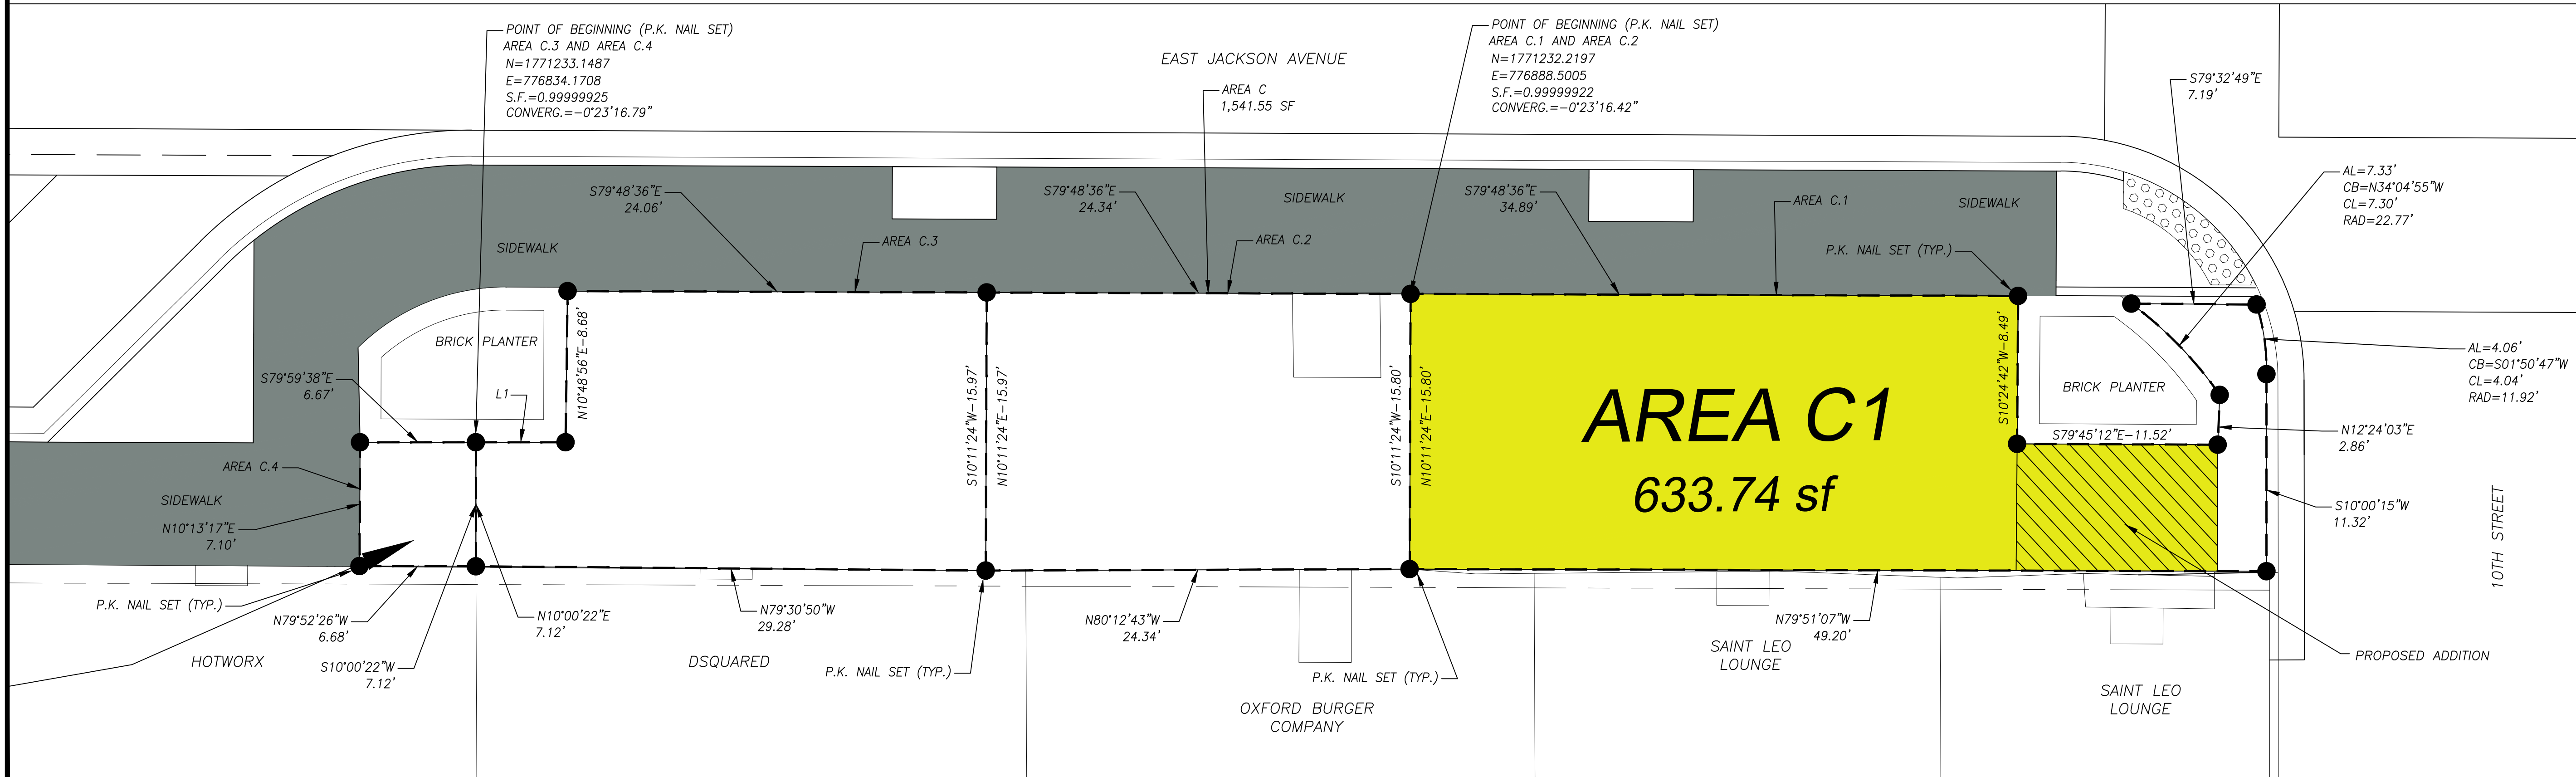 POINT OF BEGINNING (P.K. NAIL SET)
AREA C.3 AND AREA C.4
N=1771233.1487
E=776834.1708
S.F.=0.99999925
CONVERG.=−0°23'16.79"
EAST JACKSON AVENUE
AREA C
1,541.55 SF
POINT OF BEGINNING (P.K. NAIL SET)
AREA C.1 AND AREA C.2
N=1771232.2197
E=776888.5005
S.F.=0.99999922
CONVERG.=−0°23'16.42"
S79°32'49"E
7.19'
AL=7.33'
CB=N34°04'55"W
CL=7.30'
RAD=22.77'
S79°48'36"E
24.06'
S79°48'36"E
24.34'
SIDEWALK
S79°48'36"E
34.89'
AREA C.1
SIDEWALK
SIDEWALK
AREA C.3
AREA C.2
P.K. NAIL SET (TYP.)
BRICK PLANTER
N10°48'56"E−8.68'
S79°59'38"E
6.67'
L1
S10°11'24"W−15.97'
N10°11'24"E−15.97'
S10°11'24"W−15.80'
N10°11'24"E−15.80'
AREA C1
633.74 sf
S10°24'42"W−8.49'
BRICK PLANTER
S79°45'12"E−11.52'
AL=4.06'
CB=S01°50'47"W
CL=4.04'
RAD=11.92'
N12°24'03"E
2.86'
AREA C.4
SIDEWALK
N10°13'17"E
7.10'
S10°00'15"W
11.32'
10TH STREET
P.K. NAIL SET (TYP.)
N79°52'26"W
6.68'
S10°00'22"W
7.12'
N10°00'22"E
7.12'
N79°30'50"W
29.28'
N80°12'43"W
24.34'
N79°51'07"W
49.20'
HOTWORX
DSQUARED
P.K. NAIL SET (TYP.)
P.K. NAIL SET (TYP.)
OXFORD BURGER
COMPANY
SAINT LEO
LOUNGE
SAINT LEO
LOUNGE
PROPOSED ADDITION